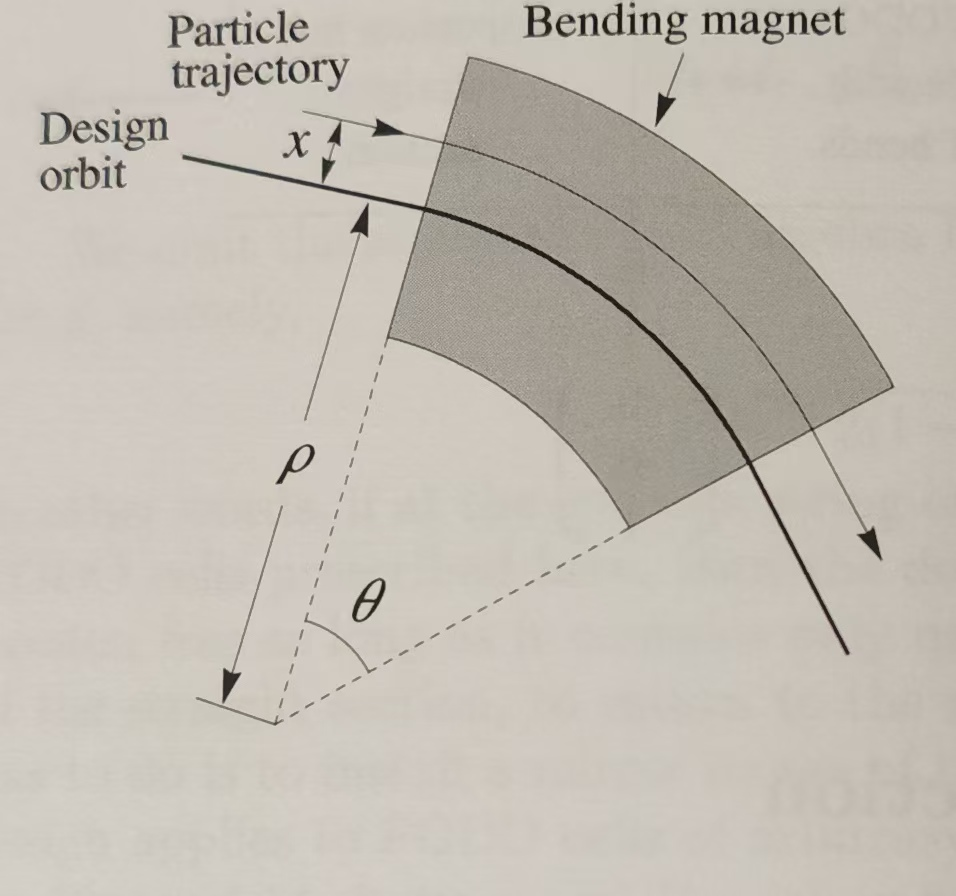 Particle
trajectory
Bending magnet
Design
orbit
x
ρ
θ